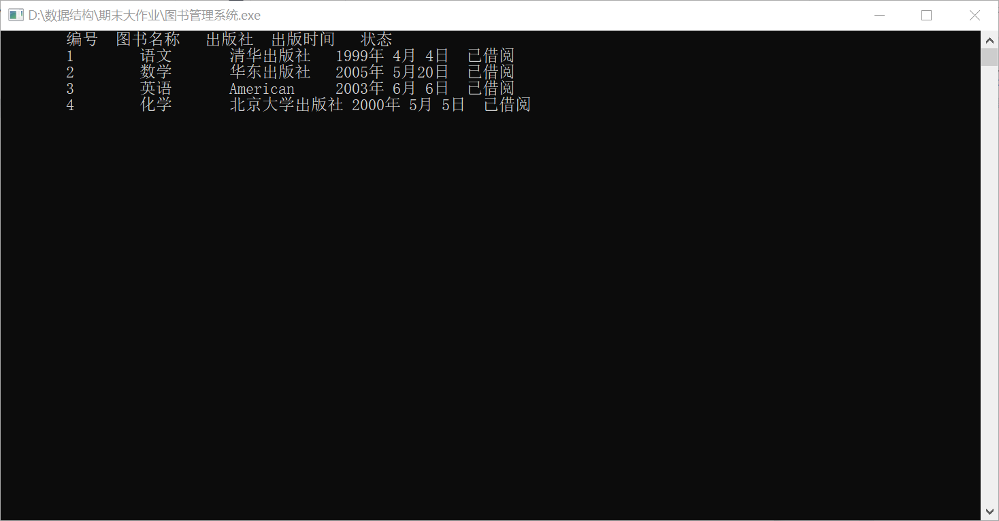 D:\数据结构\期末大作业\图书管理系统.exe
编号 图书名称 出版社 出版时间 状态
1 语文 清华出版社 1999年 4月 4日 已借阅
2 数学 华东出版社 2005年 5月20日 已借阅
3 英语 American 2003年 6月 6日 已借阅
4 化学 北京大学出版社 2000年 5月 5日 已借阅